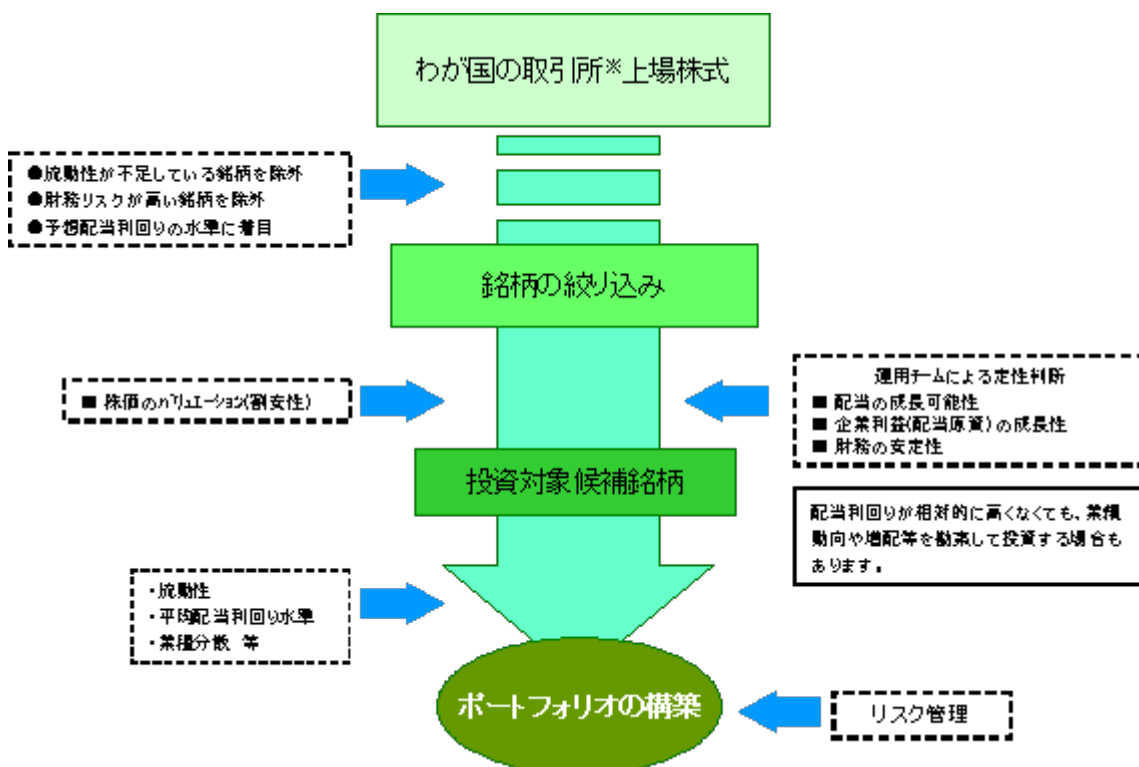 わが国の取引所※上場株式
●流動性が不足している銘柄を除外
●財務リスクが高い銘柄を除外
●予想配当利回りの水準に着目
銘柄の絞り込み
■ 株価のバリュエーション(割安性)
運用チームによる定性判断
■ 配当の成長可能性
■ 企業利益(配当原資)の成長性
■ 財務の安定性
投資対象候補銘柄
配当利回りが相対的に高くなくても、業績
動向や増配等を勘案して投資する場合も
あります。
・流動性
・平均配当利回り水準
・業種分散 等
ポートフォリオの構築
リスク管理